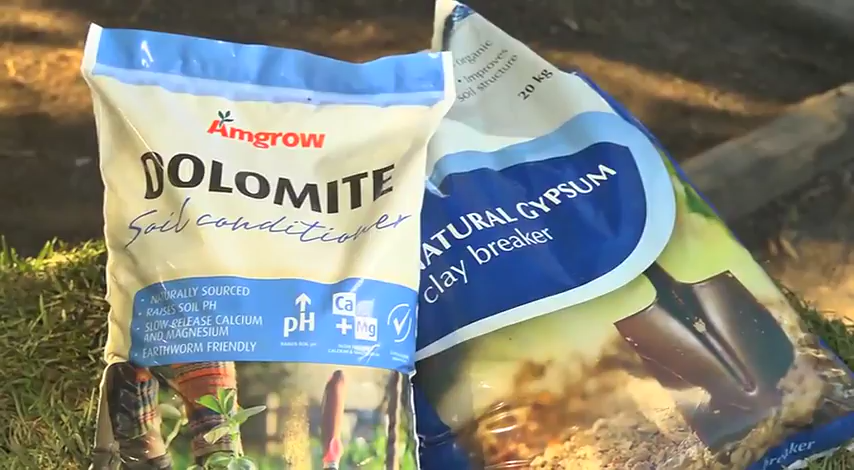 Amgrow
DOLOMITE
Soil conditioner
• NATURALLY SOURCED
• RAISES SOIL PH
• SLOW-RELEASE CALCIUM
AND MAGNESIUM
• EARTHWORM FRIENDLY
pH
Ca
+Mg
organic
• Improves
soil structure
20 kg
NATURAL GYPSUM
clay breaker
breaker